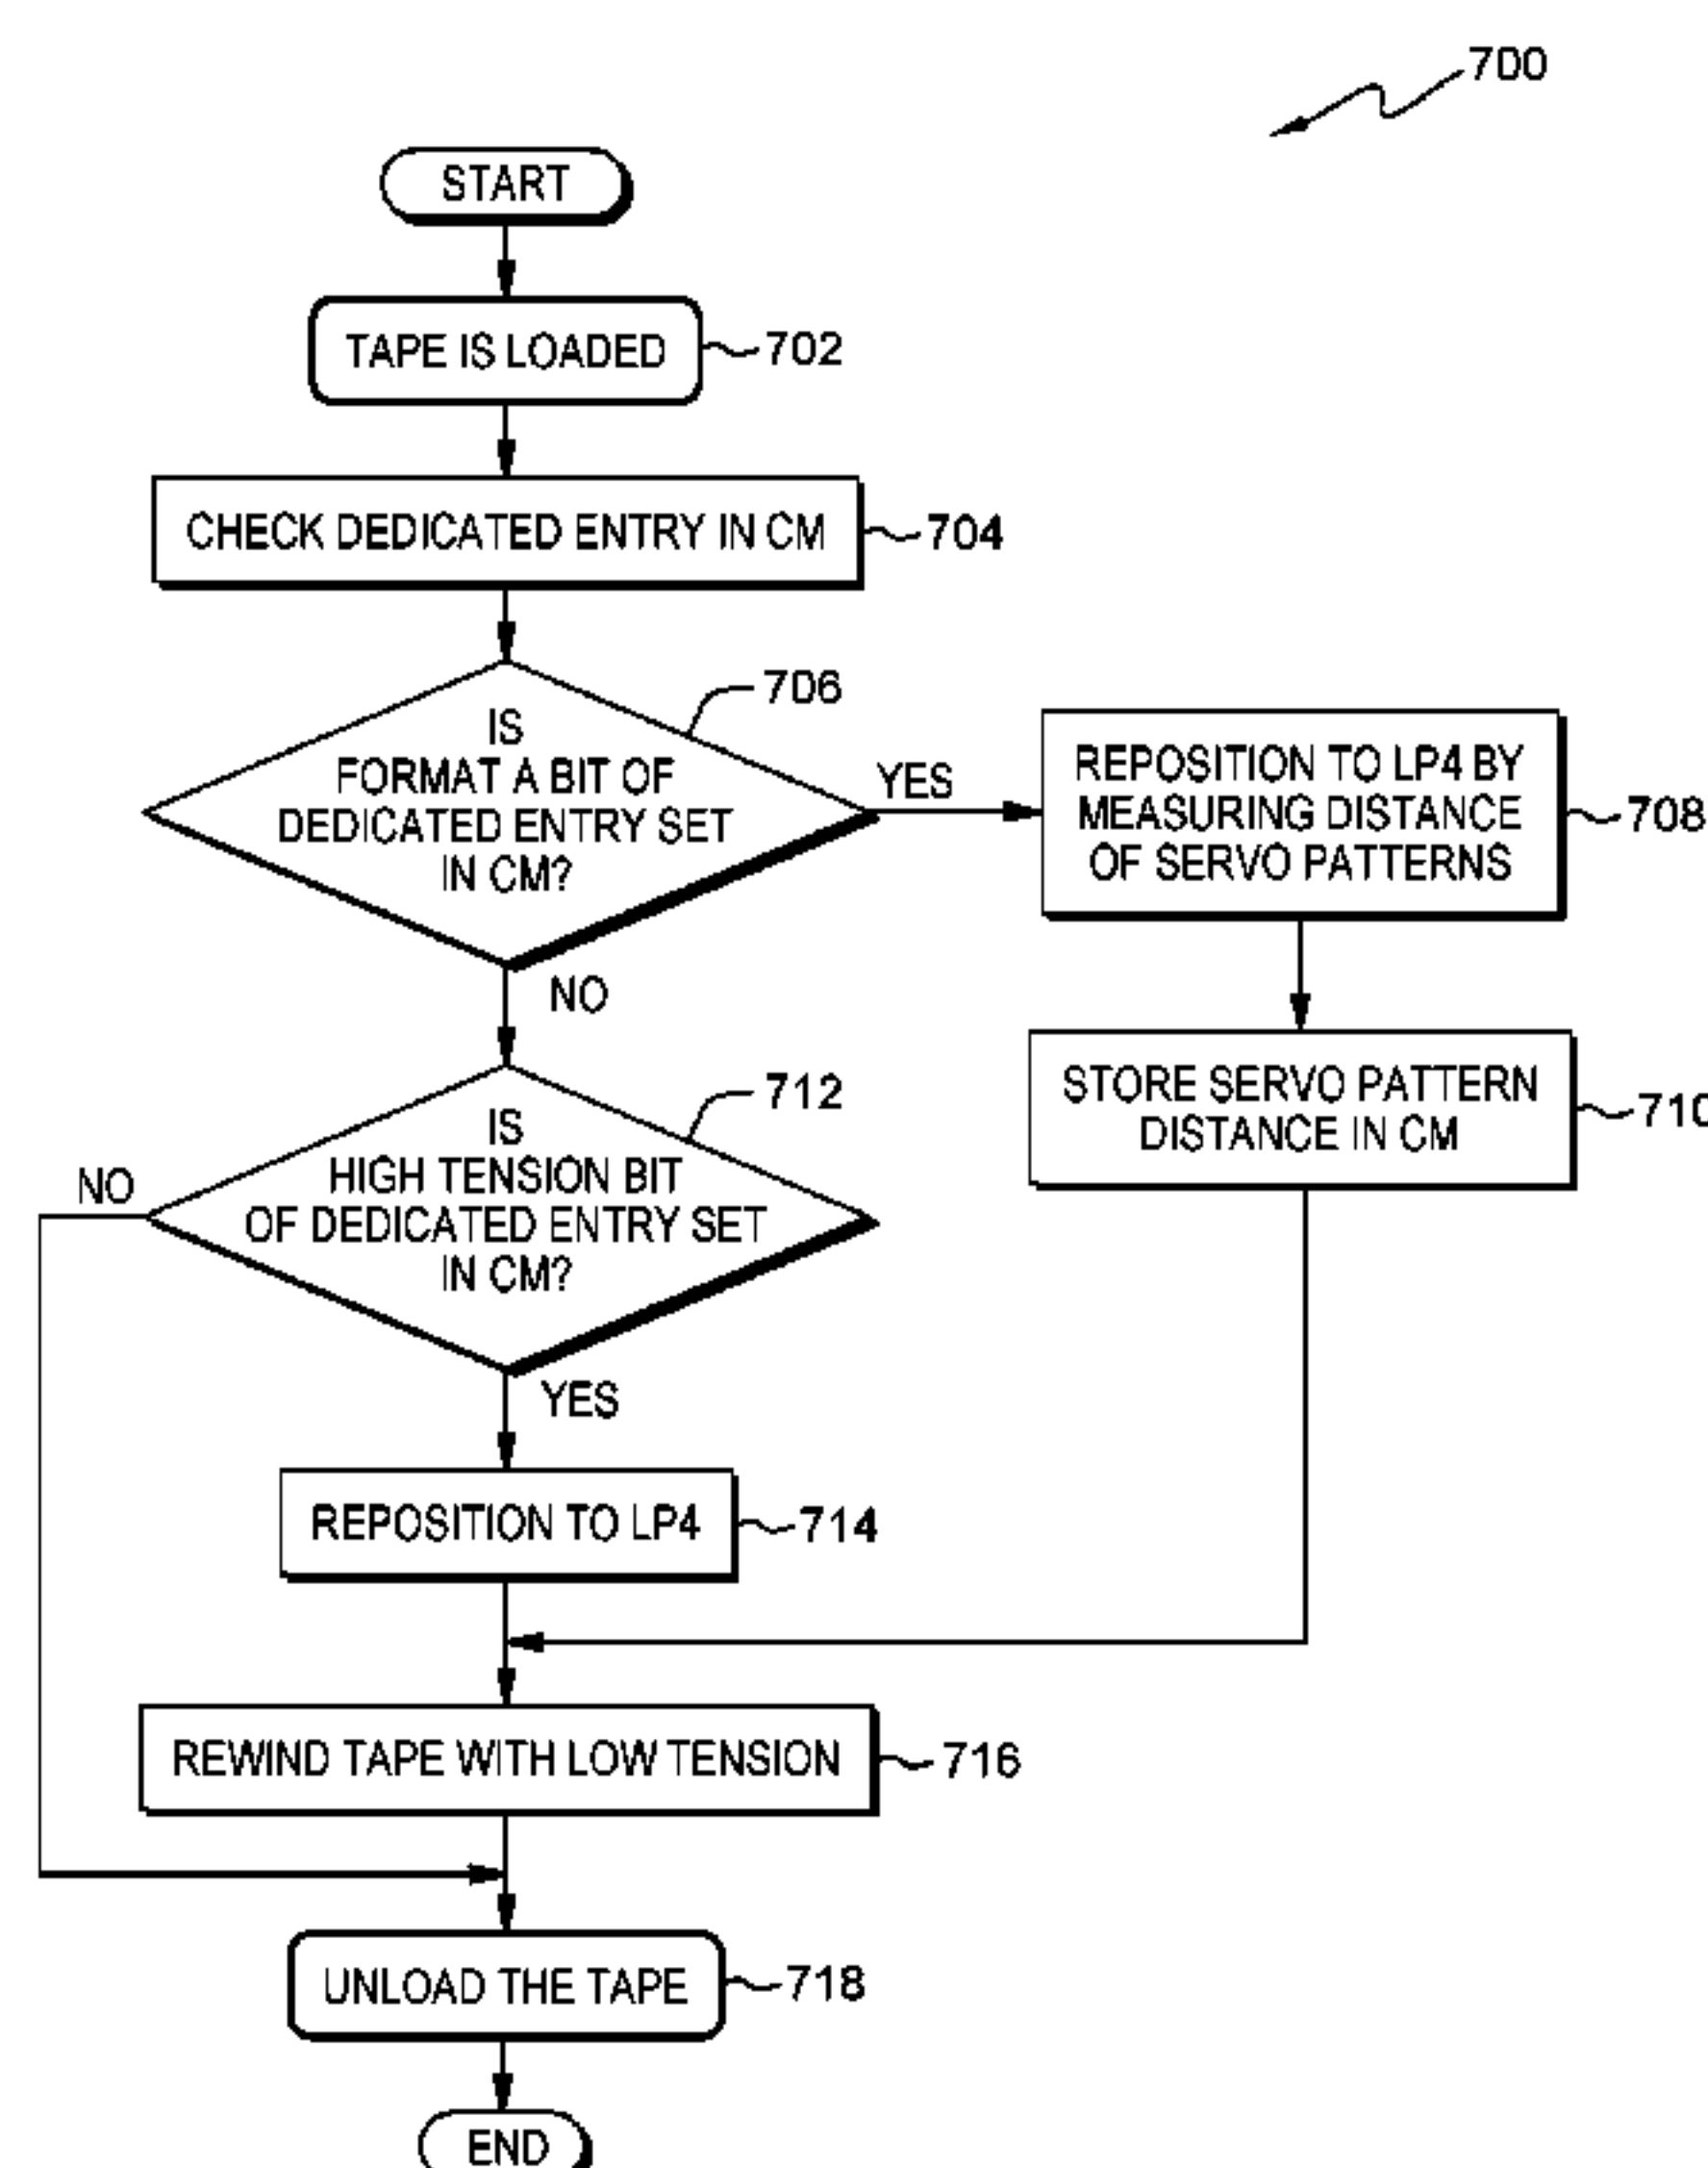 700
START
TAPE IS LOADED
702
CHECK DEDICATED ENTRY IN CM
704
706
IS
FORMAT A BIT OF
DEDICATED ENTRY SET
IN CM?
YES
REPOSITION TO LP4 BY
MEASURING DISTANCE
OF SERVO PATTERNS
708
NO
STORE SERVO PATTERN
DISTANCE IN CM
710
712
IS
HIGH TENSION BIT
OF DEDICATED ENTRY SET
IN CM?
NO
YES
REPOSITION TO LP4
714
REWIND TAPE WITH LOW TENSION
716
UNLOAD THE TAPE
718
END